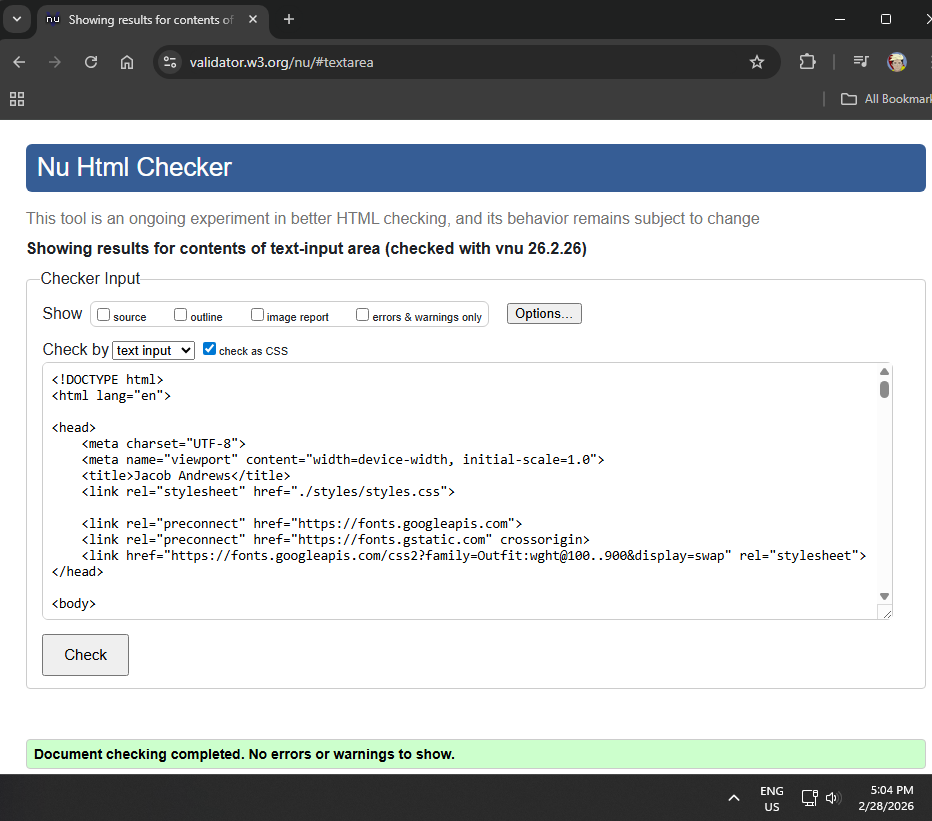 nu Showing results for contents of
validator.w3.org/nu/#textarea
All Bookmark
Nu Html Checker
This tool is an ongoing experiment in better HTML checking, and its behavior remains subject to change
Showing results for contents of text-input area (checked with vnu 26.2.26)
Checker Input
Show source outline image report errors & warnings only Options...
Check by text input check as CSS
<!DOCTYPE html>
<html lang="en">
<head>
<meta charset="UTF-8">
<meta name="viewport" content="width=device-width, initial-scale=1.0">
<title>Jacob Andrews</title>
<link rel="stylesheet" href="./styles/styles.css">
<link rel="preconnect" href="https://fonts.googleapis.com">
<link rel="preconnect" href="https://fonts.gstatic.com" crossorigin>
<link href="https://fonts.googleapis.com/css2?family=Outfit:wght@100..900&display=swap" rel="stylesheet">
</head>
<body>
Check
Document checking completed. No errors or warnings to show.
ENG 5:04 PM
US 2/28/2026